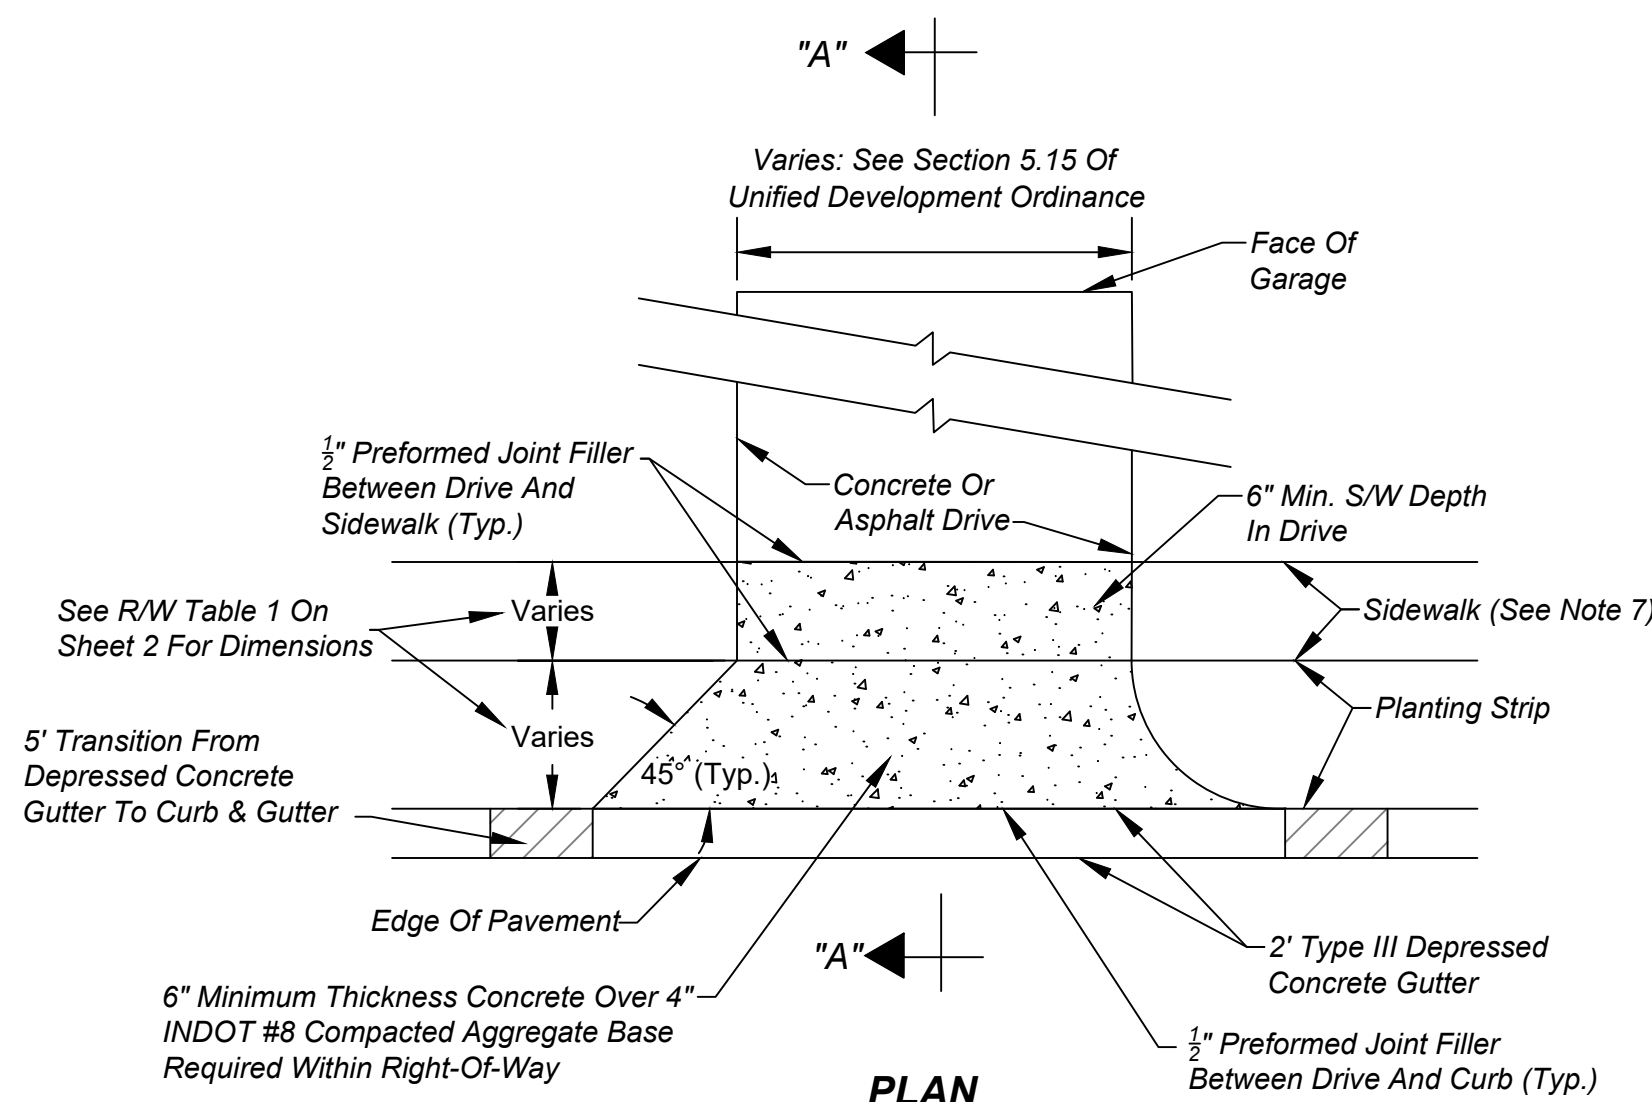 "A"
Varies: See Section 5.15 Of
Unified Development Ordinance
Face Of
Garage
½" Preformed Joint Filler
Between Drive And
Sidewalk (Typ.)
Concrete Or
Asphalt Drive
6" Min. S/W Depth
In Drive
See R/W Table 1 On
Sheet 2 For Dimensions
Varies
Sidewalk (See Note 7)
Varies
Planting Strip
5' Transition From
Depressed Concrete
Gutter To Curb & Gutter
45° (Typ.)
Edge Of Pavement
"A"
2' Type III Depressed
Concrete Gutter
6" Minimum Thickness Concrete Over 4"
INDOT #8 Compacted Aggregate Base
Required Within Right-Of-Way
½" Preformed Joint Filler
Between Drive And Curb (Typ.)
PLAN